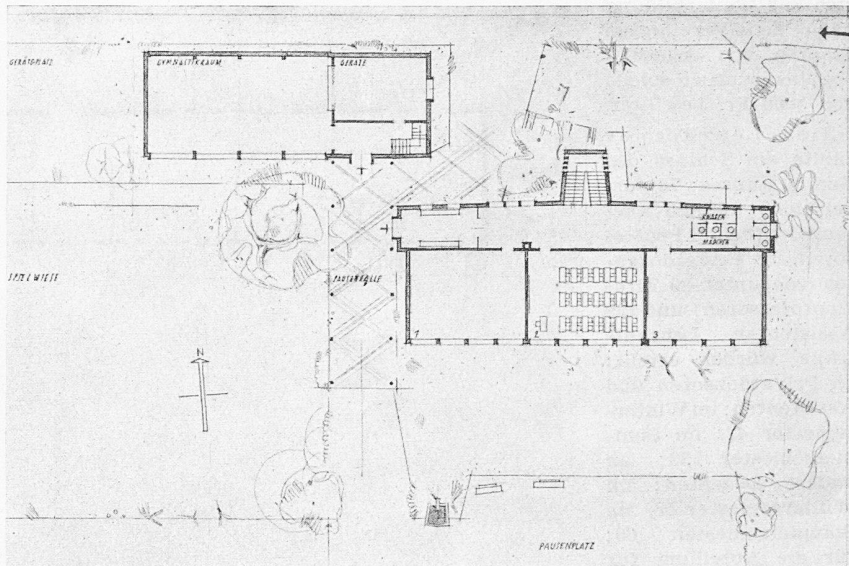 GERÄTEPLATZ
GYMNASTIKRAUM
GERÄTE
KNABEN
MÄDCHEN
SPIELWIESE
PAUSENHALLE
1
2
3
N
PAUSENPLATZ